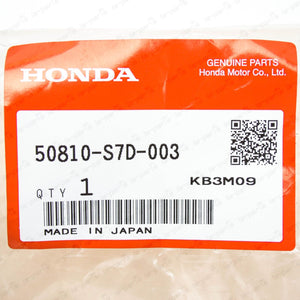 HONDA
GENUINE PARTS
Honda Motor Co., Ltd.
50810-S7D-003
QTY 1
KB3M09
MADE IN JAPAN